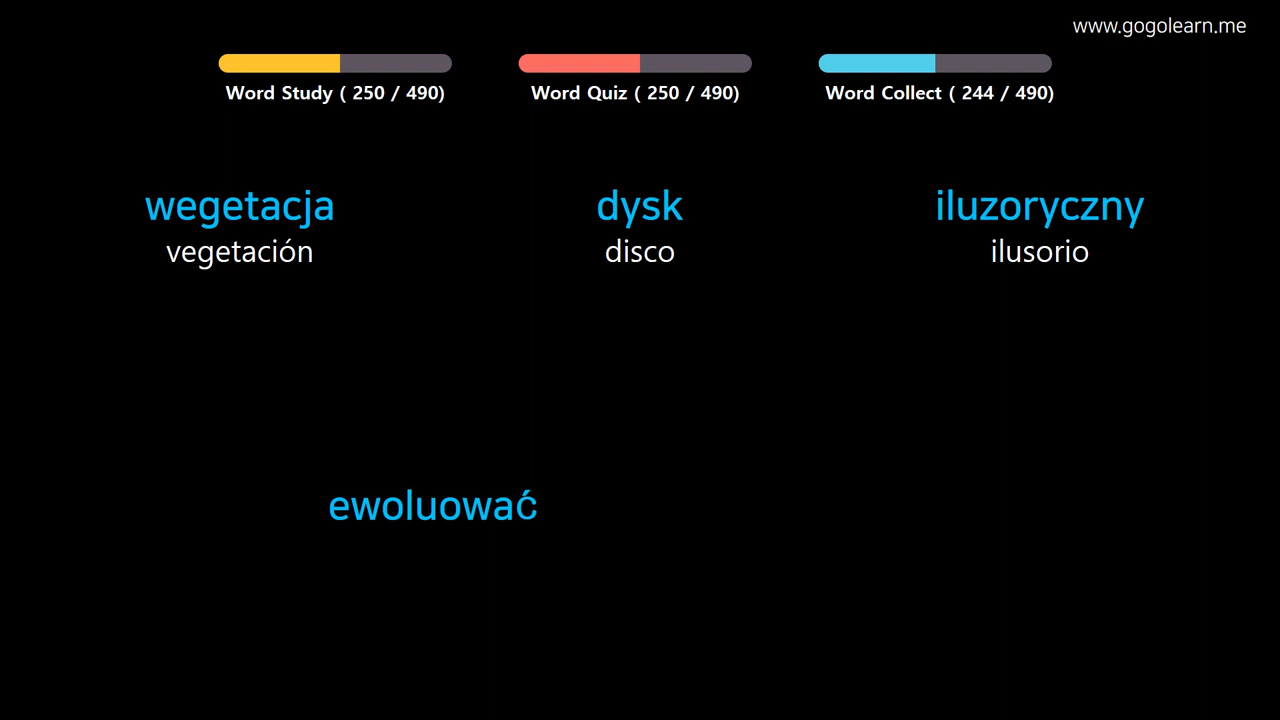 www.gogolearn.me
Word Study ( 250 / 490)
Word Quiz ( 250 / 490)
Word Collect ( 244 / 490)
wegetacja
vegetación
dysk
disco
iluzoryczny
ilusorio
ewoluować